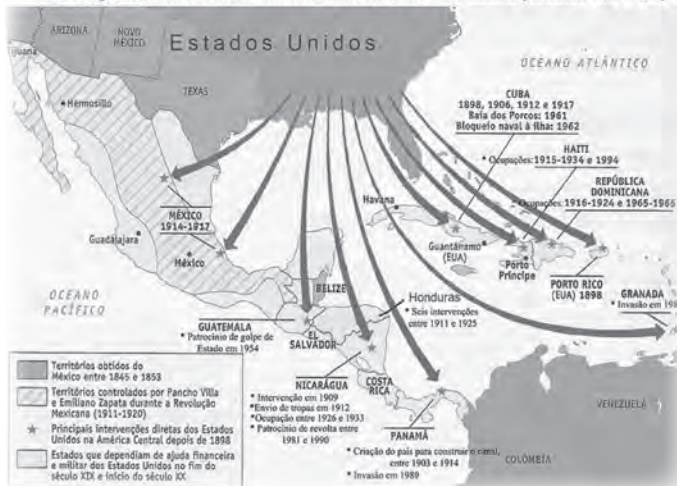 ARIZONA
NOVO
MÉXICO
Estados Unidos
TEXAS
OCEANO ATLÂNTICO
Tijuana
Hermosillo
CUBA
1898, 1906, 1912 e 1917
Baía dos Porcos: 1961
Bloqueio naval à ilha: 1962
HAITI
* Ocupações: 1915-1934 e 1994
REPÚBLICA
DOMINICANA
* Ocupações: 1916-1924 e 1965-1966
MÉXICO
1914-1917
Guadalajara
México
Havana
Guantánamo
(EUA)
Porto
Príncipe
PORTO RICO
(EUA) 1898
GRANADA
* Invasão em
OCEANO
PACÍFICO
BELIZE
Honduras
* Seis intervenções
entre 1911 e 1925
GUATEMALA
* Patrocínio de golpe de
Estado em 1954
EL
SALVADOR
NICARÁGUA
* Intervenção em 1909
* Envio de tropas em 1912
* Ocupação entre 1926 e 1933
* Patrocínio de revolta entre
1981 e 1990
COSTA
RICA
PANAMÁ
* Criação do país para construir o canal,
entre 1903 e 1914
* Invasão em 1989
VENEZUELA
COLÔMBIA
Territórios obtidos do
México entre 1845 e 1853
Territórios controlados por Pancho Villa
e Emiliano Zapata durante a Revolução
Mexicana (1911-1920)
Principais intervenções diretas dos Estados
Unidos na América Central depois de 1898
Estados que dependiam de ajuda financeira
e militar dos Estados Unidos no fim do
século XIX e início do século XX